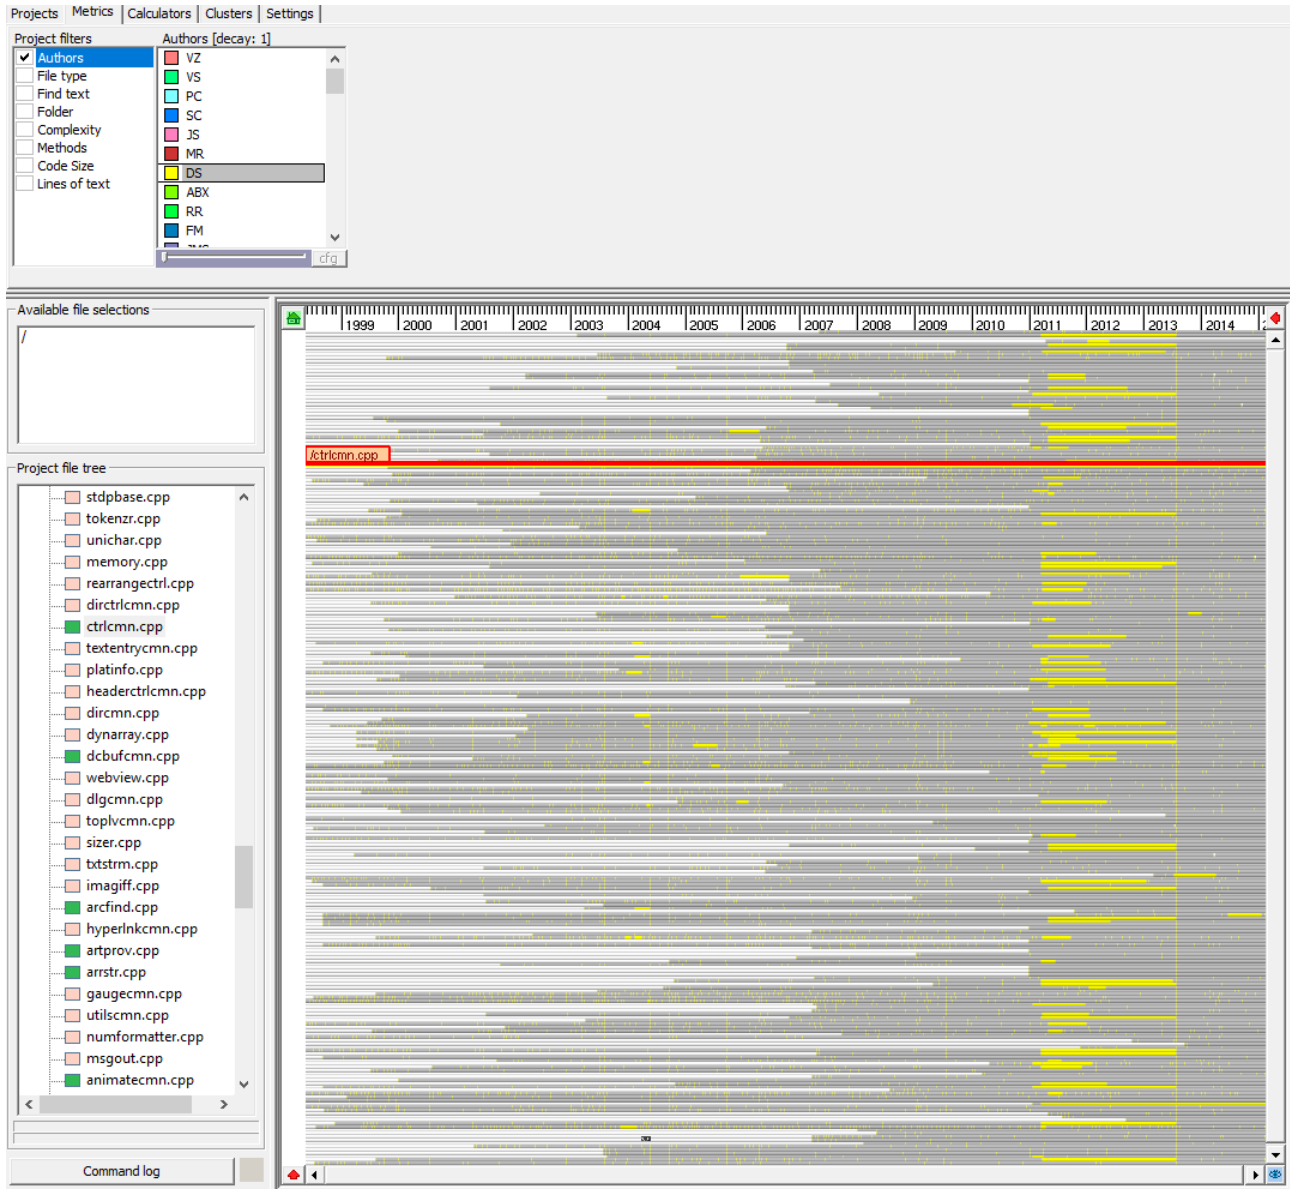 Projects Metrics Calculators Clusters Settings
Project filters
Authors
File type
Find text
Folder
Complexity
Methods
Code Size
Lines of text
Authors [decay: 1]
VZ
VS
PC
SC
JS
MR
DS
ABX
RR
FM
cfg
Available file selections
/
Project file tree
stdpbase.cpp
tokenzr.cpp
unichar.cpp
memory.cpp
rearrangectrl.cpp
dirctrlcmn.cpp
ctrlcmn.cpp
textentrycmn.cpp
platinfo.cpp
headerctrlcmn.cpp
dircmn.cpp
dynarray.cpp
dcbufcmn.cpp
webview.cpp
dlgcmn.cpp
toplvcmn.cpp
sizer.cpp
txtstrm.cpp
imagiff.cpp
arcfind.cpp
hyperlnkcmn.cpp
artprov.cpp
arrstr.cpp
gaugecmn.cpp
utilscmn.cpp
numformatter.cpp
msgout.cpp
animatecmn.cpp
Command log
1999 2000 2001 2002 2003 2004 2005 2006 2007 2008 2009 2010 2011 2012 2013 2014
/ctrlcmn.cpp